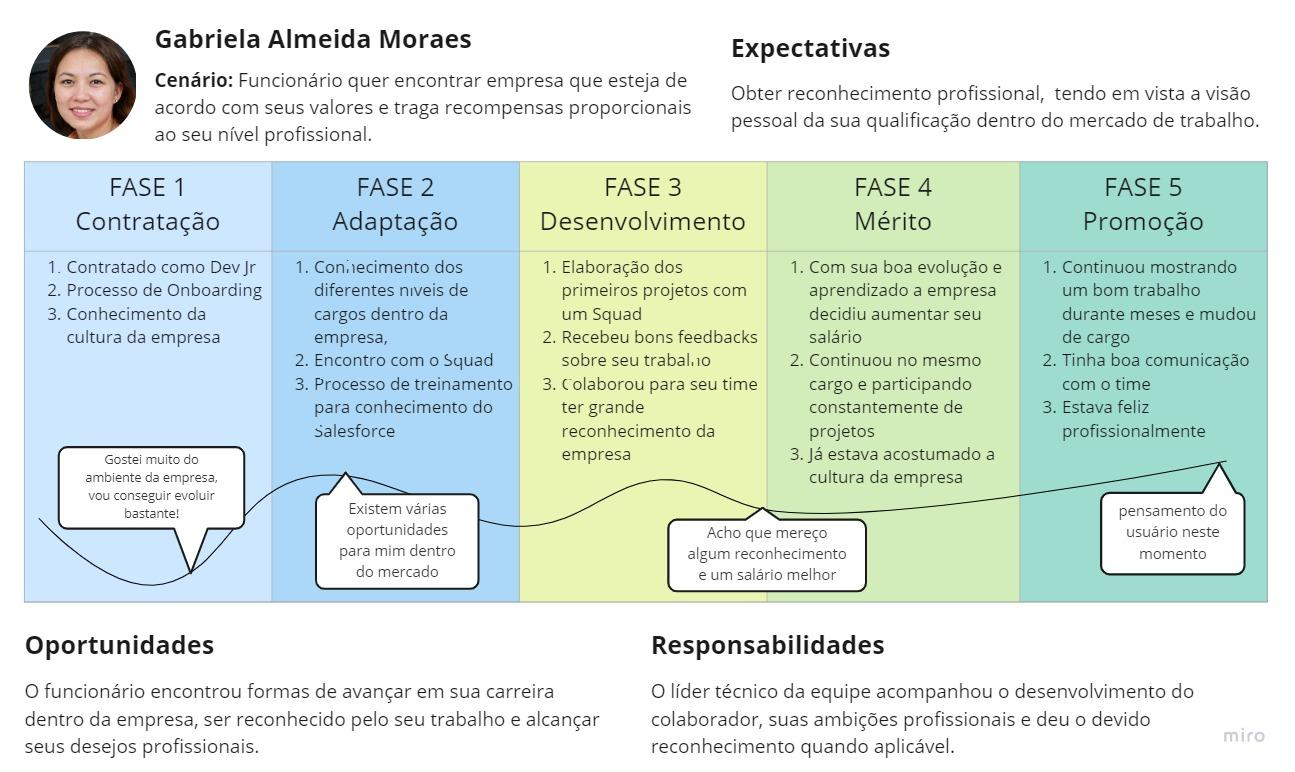 Gabriela Almeida Moraes
Cenário: Funcionário quer encontrar empresa que esteja de
acordo com seus valores e traga recompensas proporcionais
ao seu nível profissional.
Expectativas
Obter reconhecimento profissional, tendo em vista a visão
pessoal da sua qualificação dentro do mercado de trabalho.
FASE 1
Contratação
1. Contratado como Dev Jr
2. Processo de Onboarding
3. Conhecimento da
cultura da empresa
Gostei muito do
ambiente da empresa,
vou conseguir evoluir
bastante!
FASE 2
Adaptação
1. Conhecimento dos
diferentes níveis de
cargos dentro da
empresa,
2. Encontro com o Squad
3. Processo de treinamento
para conhecimento do
Salesforce
Existem várias
oportunidades
para mim dentro
do mercado
FASE 3
Desenvolvimento
1. Elaboração dos
primeiros projetos com
um Squad
2. Recebeu bons feedbacks
sobre seu trabalho
3. Colaborou para seu time
ter grande
reconhecimento da
empresa
Acho que mereço
algum reconhecimento
e um salário melhor
FASE 4
Mérito
1. Com sua boa evolução e
aprendizado a empresa
decidiu aumentar seu
salário
2. Continuou no mesmo
cargo e participando
constantemente de
projetos
3. Já estava acostumado a
cultura da empresa
FASE 5
Promoção
1. Continuou mostrando
um bom trabalho
durante meses e mudou
de cargo
2. Tinha boa comunicação
com o time
3. Estava feliz
profissionalmente
pensamento do
usuário neste
momento
Oportunidades
O funcionário encontrou formas de avançar em sua carreira
dentro da empresa, ser reconhecido pelo seu trabalho e alcançar
seus desejos profissionais.
Responsabilidades
O líder técnico da equipe acompanhou o desenvolvimento do
colaborador, suas ambições profissionais e deu o devido
reconhecimento quando aplicável.
miro